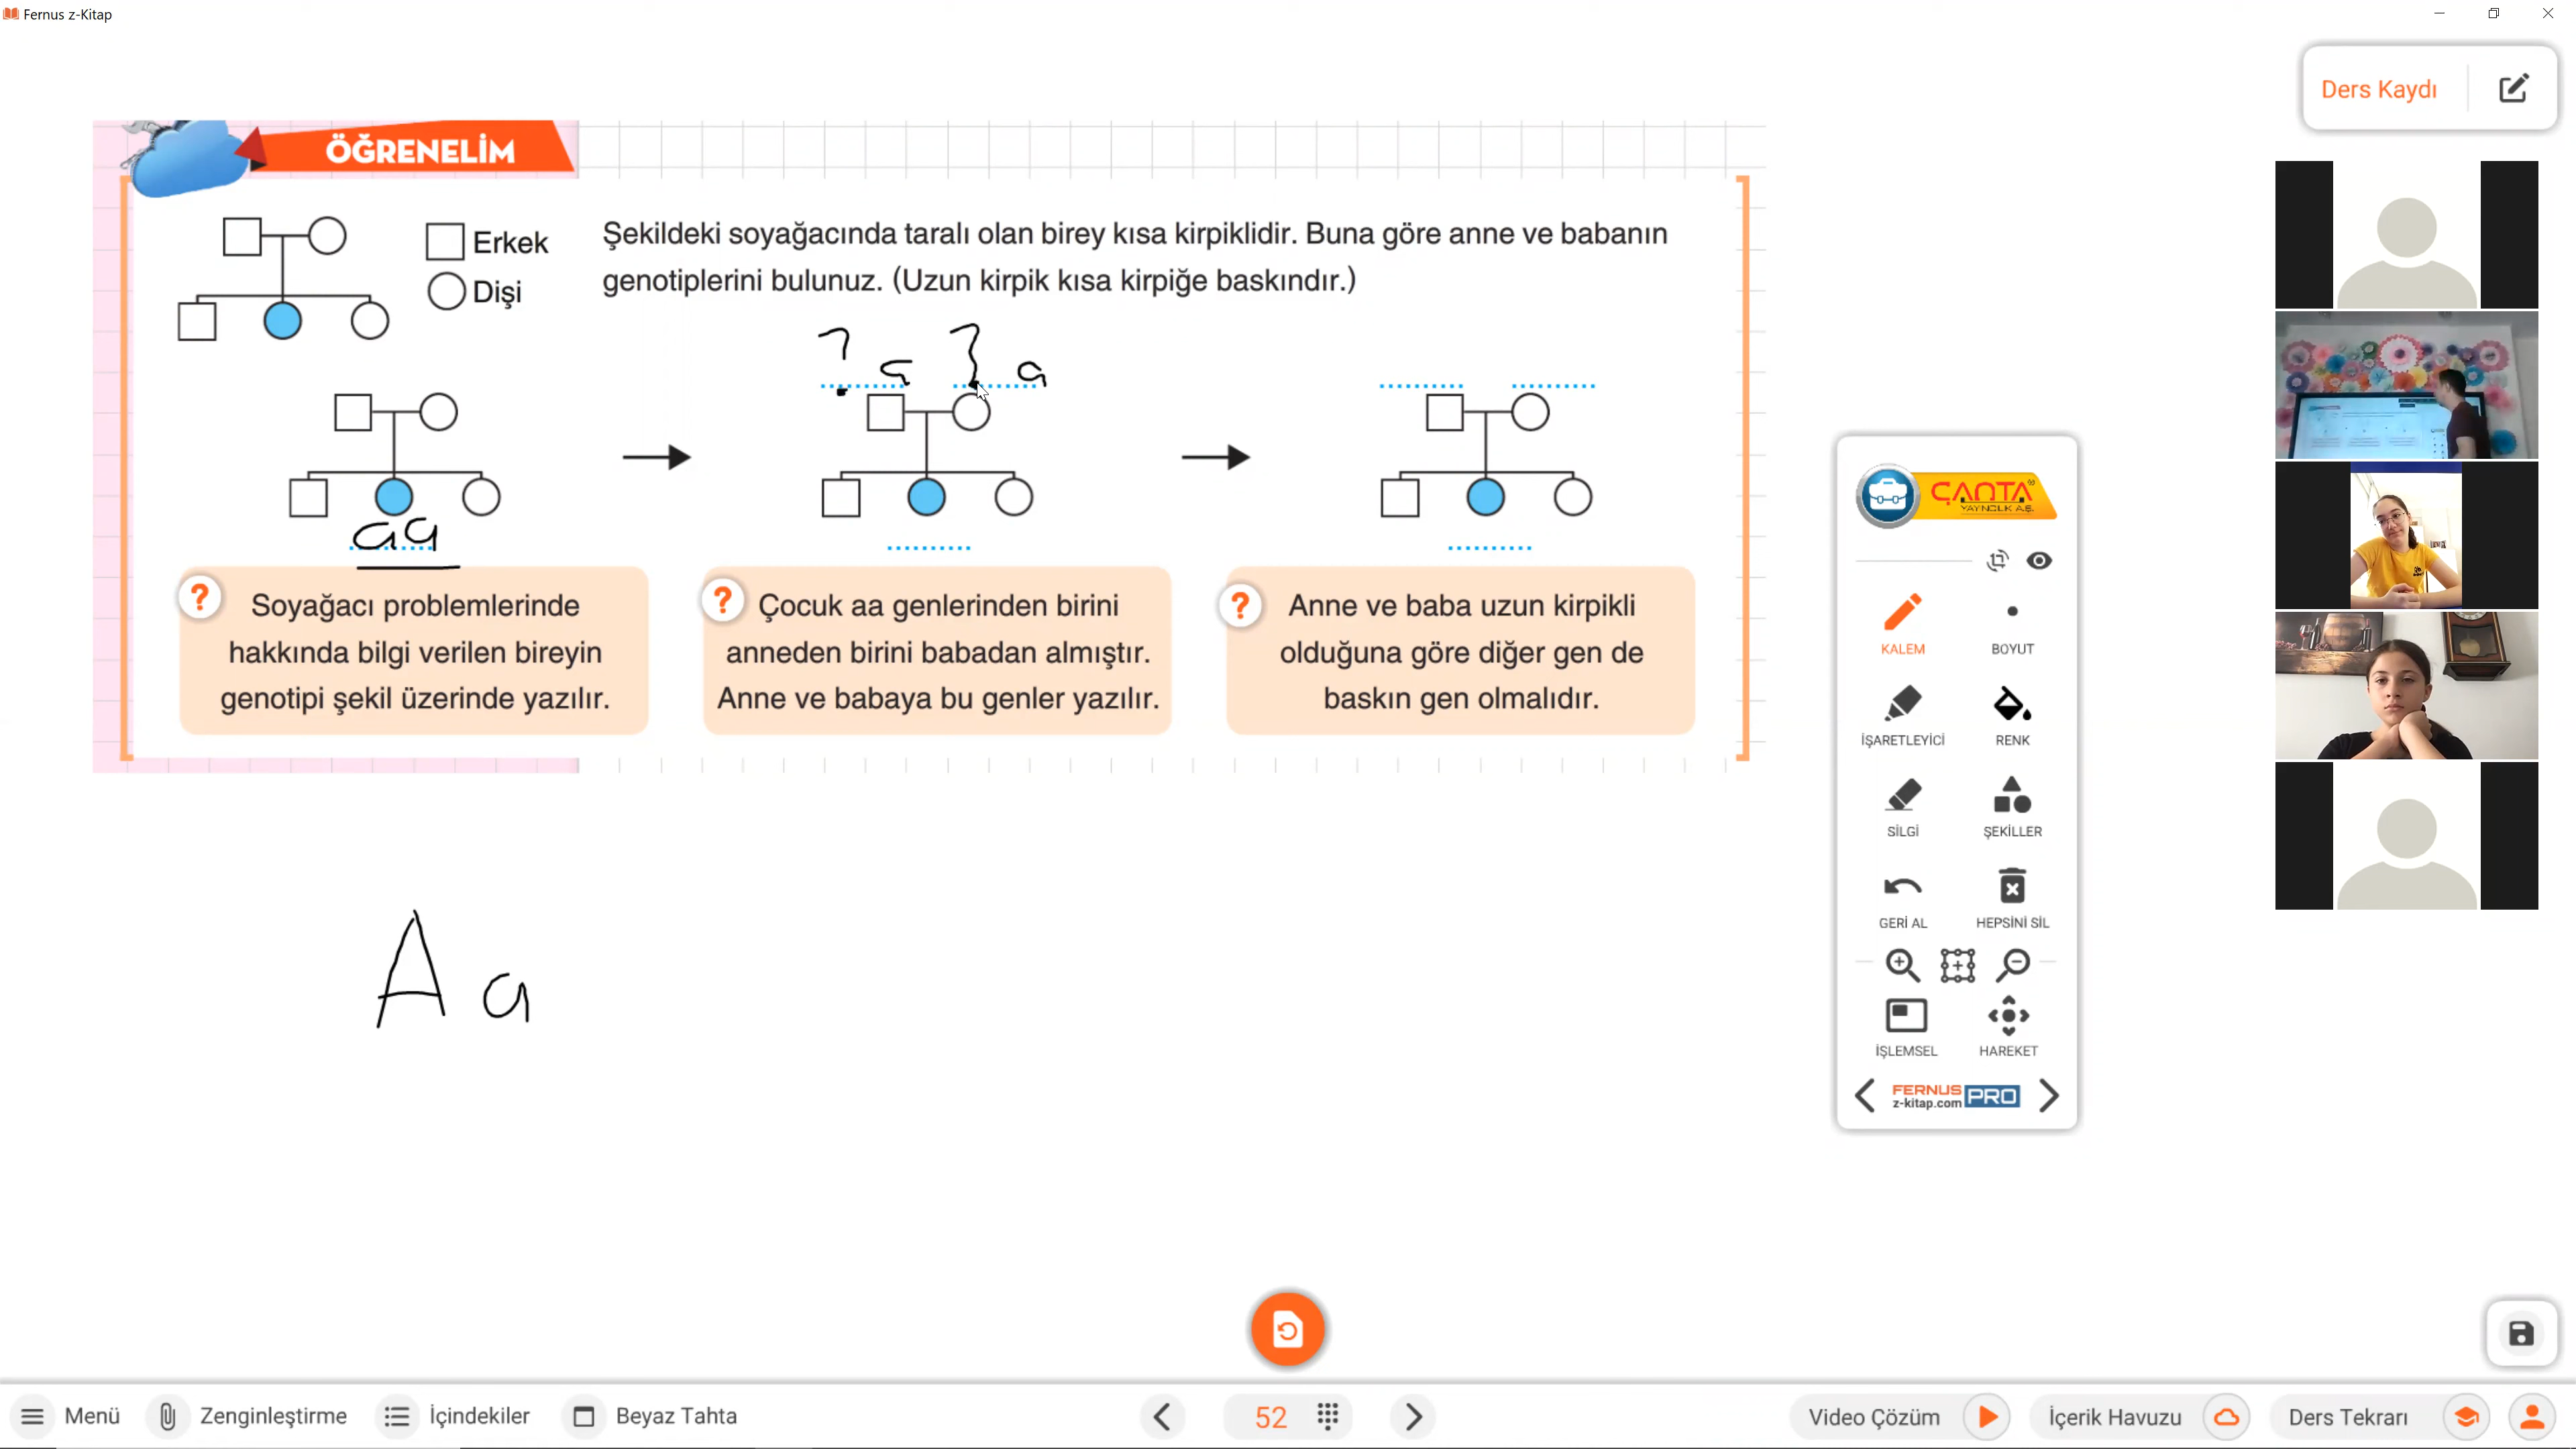 Fernus z-Kitap
Ders Kaydı
ÖĞRENELİM
Erkek
Dişi
Şekildeki soyağacında taralı olan birey kısa kirpiklidir. Buna göre anne ve babanın
genotiplerini bulunuz. (Uzun kirpik kısa kirpiğe baskındır.)
? a ? a
aa
? Soyağacı problemlerinde
hakkında bilgi verilen bireyin
genotipi şekil üzerinde yazılır.
? Çocuk aa genlerinden birini
anneden birini babadan almıştır.
Anne ve babaya bu genler yazılır.
? Anne ve baba uzun kirpikli
olduğuna göre diğer gen de
baskın gen olmalıdır.
A a
ÇANTA
YAYINCILIK A.Ş.
KALEM
BOYUT
İŞARETLEYİCİ
RENK
SİLGİ
ŞEKİLLER
GERİ AL
HEPSİNİ SİL
İŞLEMSEL
HAREKET
FERNUS
z-kitap.com
PRO
Menü
Zenginleştirme
İçindekiler
Beyaz Tahta
52
Video Çözüm
İçerik Havuzu
Ders Tekrarı